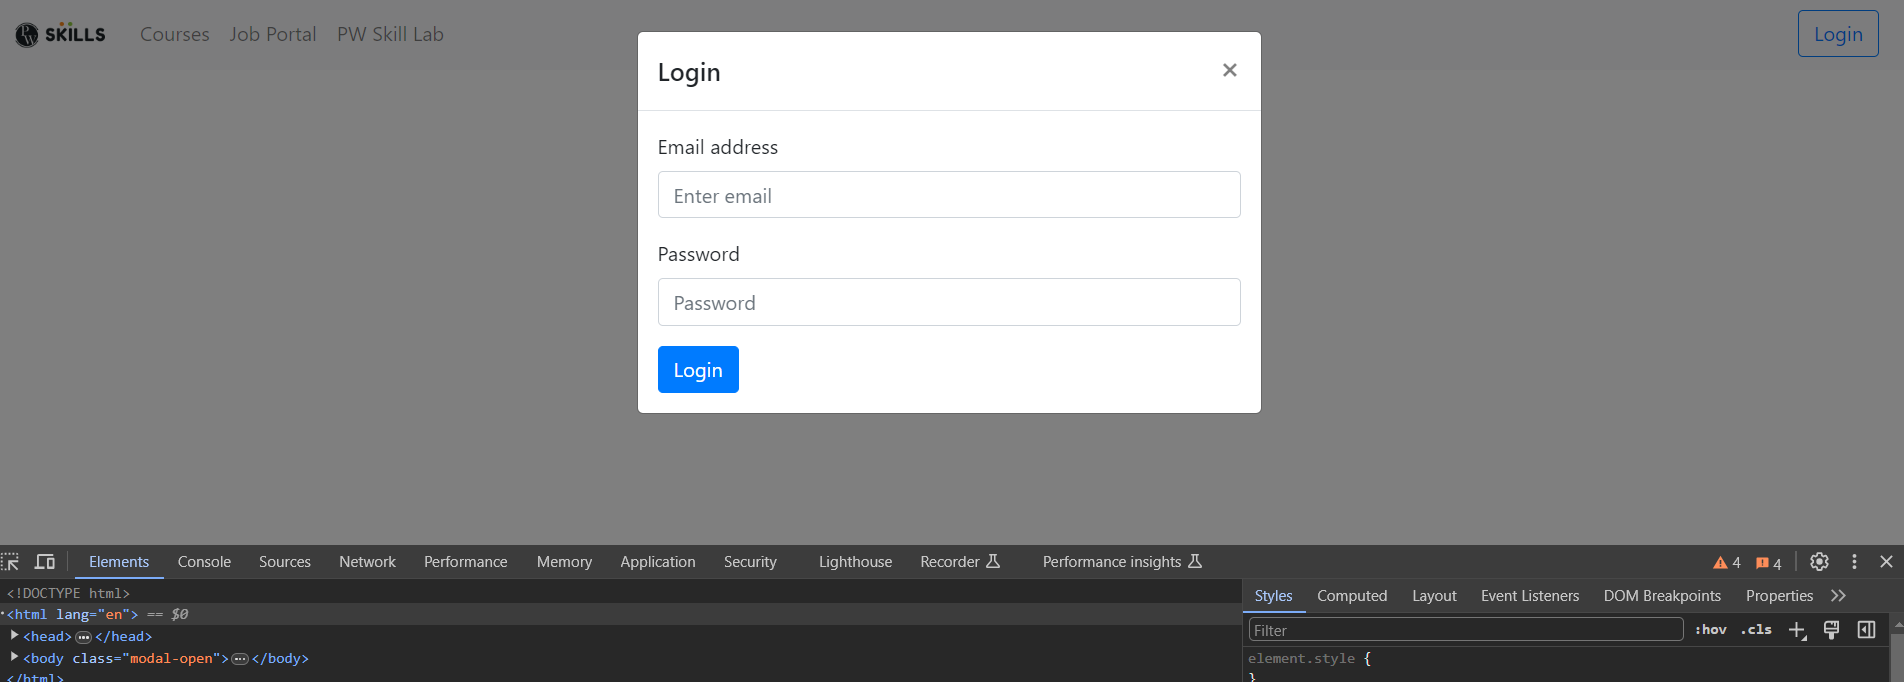 PW SKILLS Courses Job Portal PW Skill Lab Login
Login ×
Email address
Enter email
Password
Password
Login
Elements Console Sources Network Performance Memory Application Security Lighthouse Recorder Performance insights 4 4
<!DOCTYPE html>
<html lang="en"> == $0
<head> ••• </head>
<body class="modal-open"> ••• </body>
</html>
Styles Computed Layout Event Listeners DOM Breakpoints Properties
Filter :hov .cls
element.style {
}